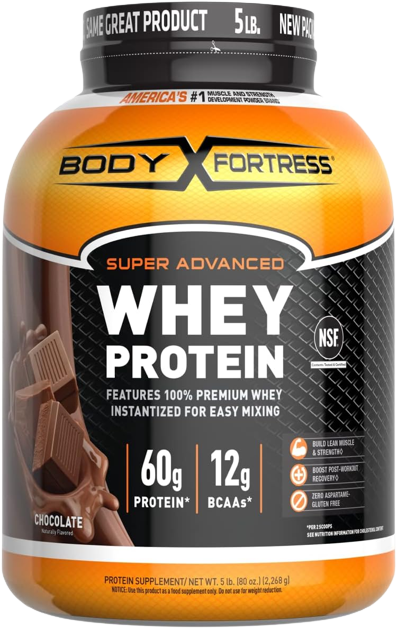 SAME GREAT PRODUCT 5 LB. NEW
AMERICA'S #1 MUSCLE AND STRENGTH
DEVELOPMENT POWDER BRAND
BODY FORTRESS®
SUPER ADVANCED
WHEY
PROTEIN
FEATURES 100% PREMIUM WHEY
INSTANTIZED FOR EASY MIXING
NSF
60g
PROTEIN*
12g
BCAAs*
BUILD LEAN MUSCLE
& STRENGTH◊
BOOST POST-WORKOUT
RECOVERY◊
ZERO ASPARTAME-
GLUTEN FREE
CHOCOLATE
Naturally Flavored
*PER 2 SCOOPS
SEE NUTRITION INFORMATION FOR CHOLESTEROL CONTENT
PROTEIN SUPPLEMENT/ NET WT. 5 lb. (80 oz.) (2,268 g)
NOTICE: Use this product as a food supplement only. Do not use for weight reduction.